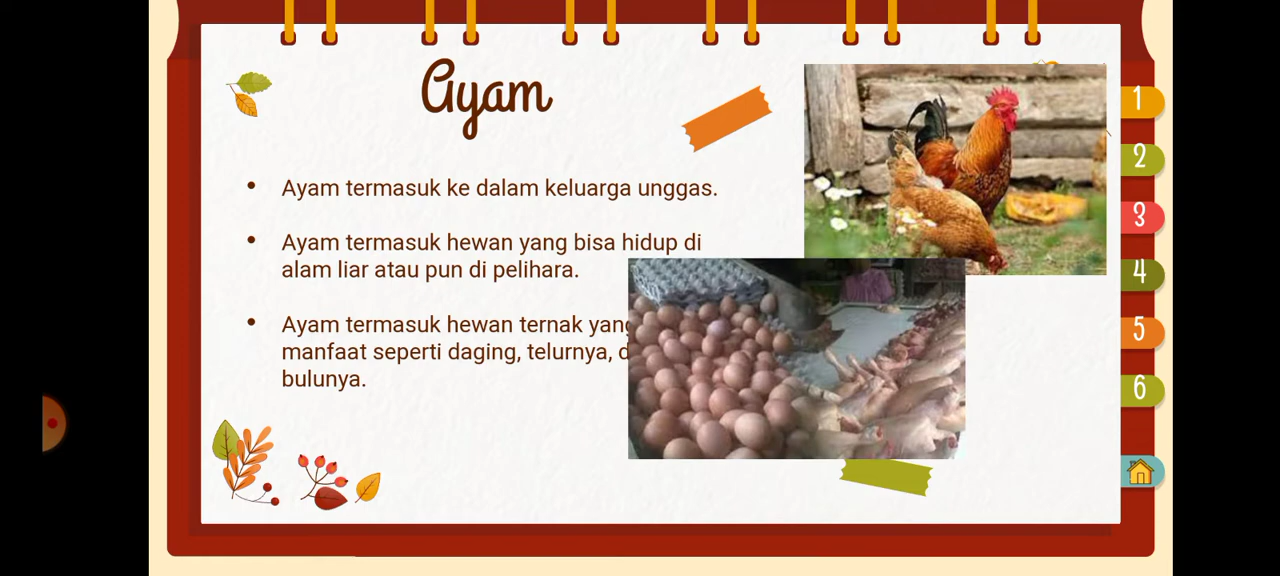 Ayam
• Ayam termasuk ke dalam keluarga unggas.
• Ayam termasuk hewan yang bisa hidup di
alam liar atau pun di pelihara.
• Ayam termasuk hewan ternak
manfaat seperti daging, telurnya,
bulunya.
1
2
3
4
5
6